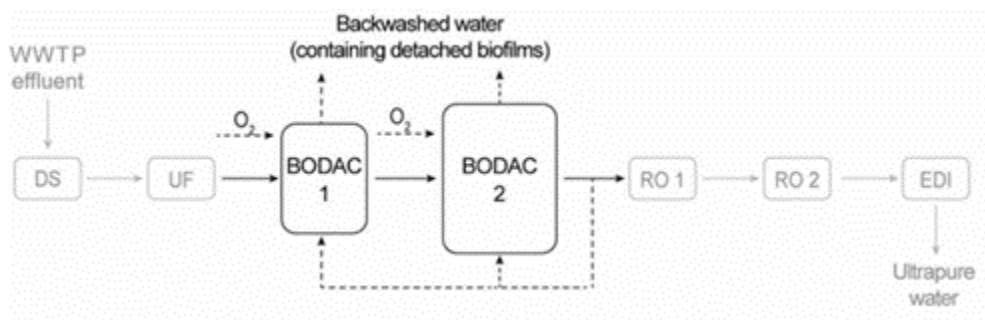 Backwashed water
(containing detached biofilms)
WWTP
effluent
O2
O2
DS
UF
BODAC
1
BODAC
2
RO 1
RO 2
EDI
Ultrapure
water